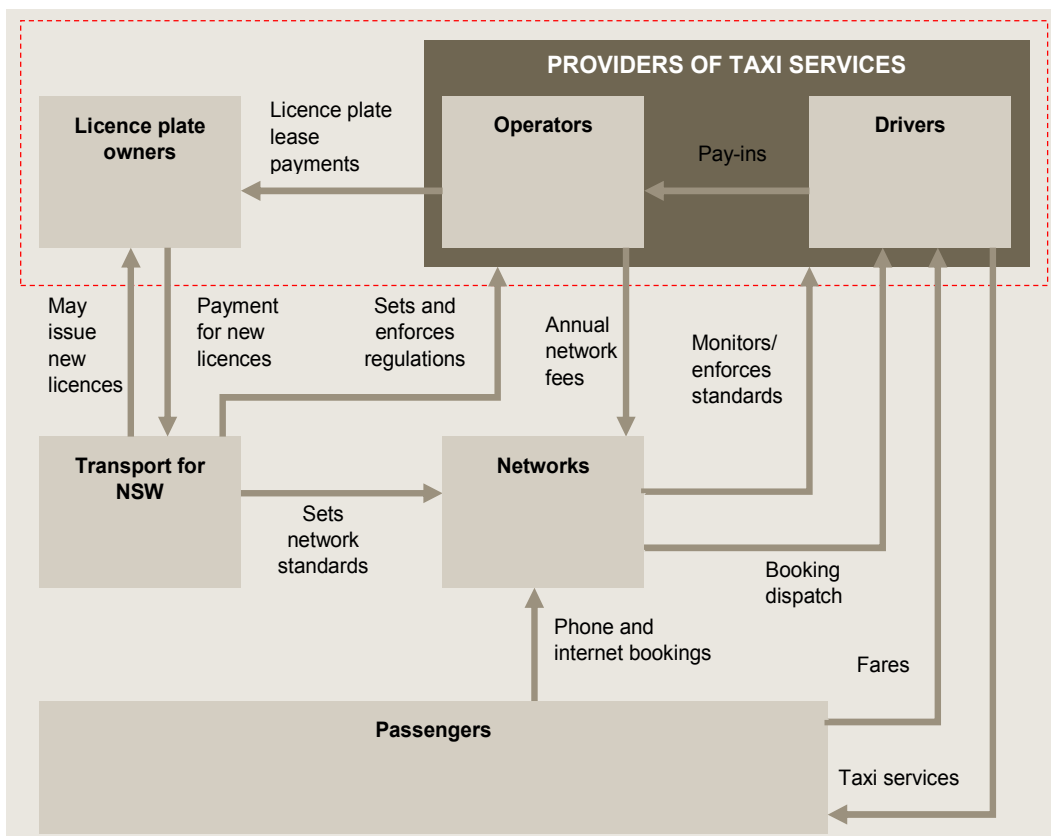 PROVIDERS OF TAXI SERVICES
Licence plate
owners
Licence plate
lease
payments
Operators
Pay-ins
Drivers
May
issue
new
licences
Payment
for new
licences
Sets and
enforces
regulations
Annual
network
fees
Monitors/
enforces
standards
Transport for
NSW
Sets
network
standards
Networks
Booking
dispatch
Phone and
internet bookings
Fares
Passengers
Taxi services